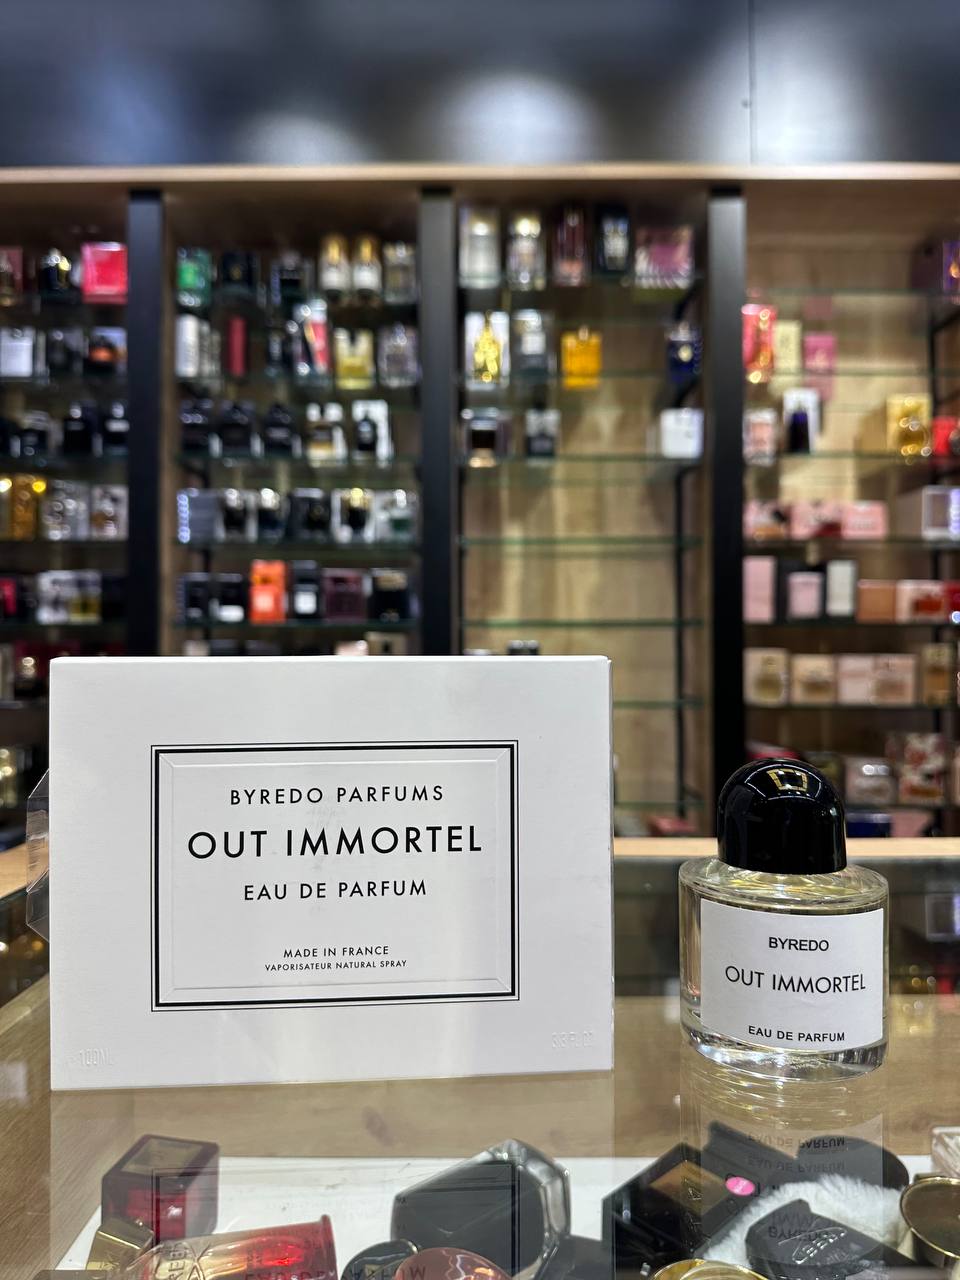 BYREDO PARFUMS
OUT IMMORTEL
EAU DE PARFUM
MADE IN FRANCE
VAPORISATEUR NATURAL SPRAY
100ML
3.3 FL.OZ
BYREDO
OUT IMMORTEL
EAU DE PARFUM